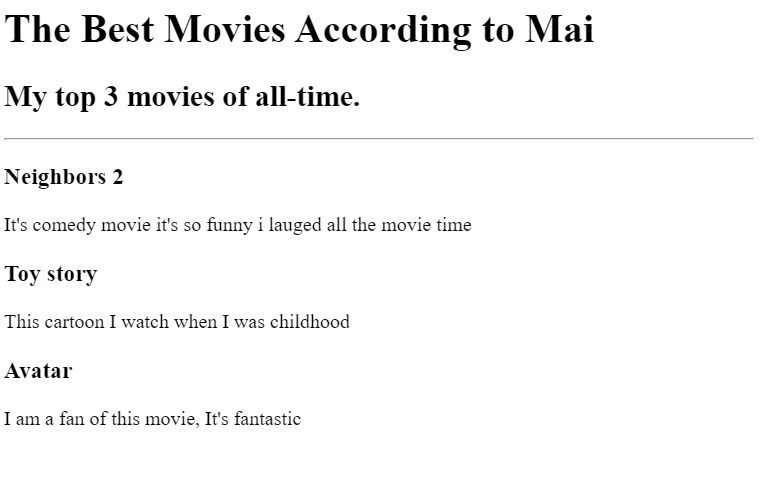 The Best Movies According to Mai
My top 3 movies of all-time.
Neighbors 2
It's comedy movie it's so funny i lauged all the movie time
Toy story
This cartoon I watch when I was childhood
Avatar
I am a fan of this movie, It's fantastic